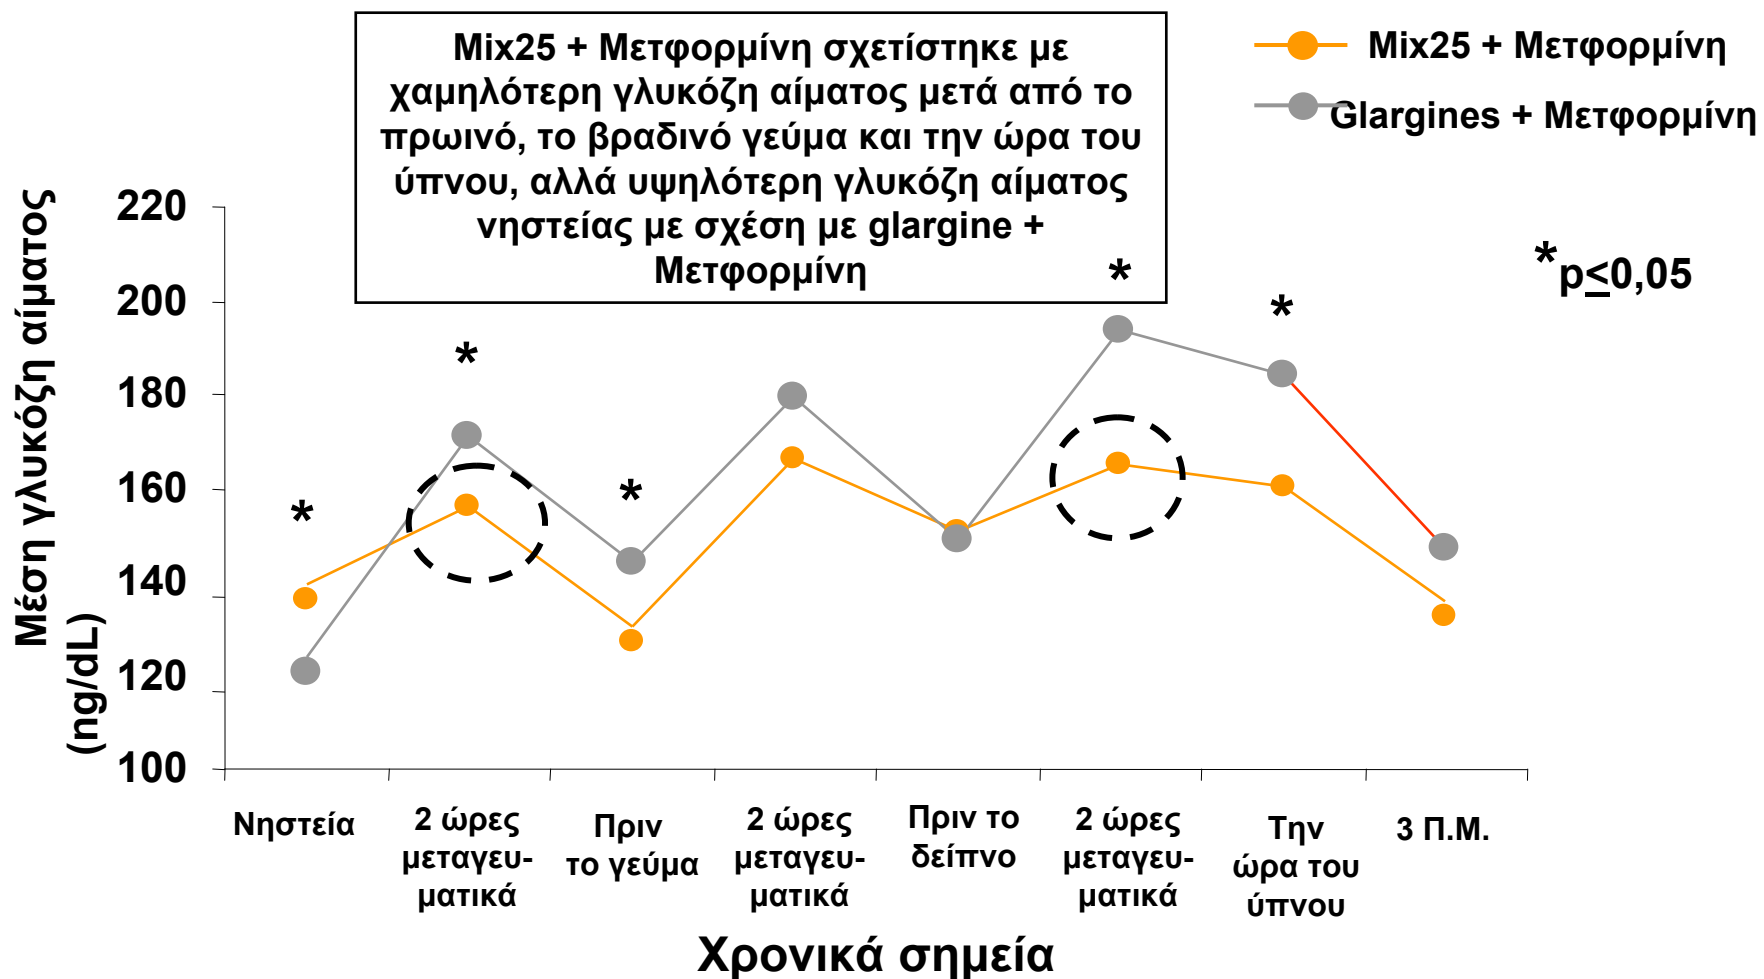 Mix25 + Μετφορμίνη σχετίστηκε με
χαμηλότερη γλυκόζη αίματος μετά από το
πρωινό, το βραδινό γεύμα και την ώρα του
ύπνου, αλλά υψηλότερη γλυκόζη αίματος
νηστείας με σχέση με glargine +
Μετφορμίνη
Mix25 + Μετφορμίνη
Glargines + Μετφορμίνη
*p≤0,05
Μέση γλυκόζη αίματος
(ng/dL)
220
200
180
160
140
120
100
*
*
*
*
*
Νηστεία
2 ώρες
μεταγευ-
ματικά
Πριν
το γεύμα
2 ώρες
μεταγευ-
ματικά
Πριν το
δείπνο
2 ώρες
μεταγευ-
ματικά
Την
ώρα του
ύπνου
3 Π.Μ.
Χρονικά σημεία